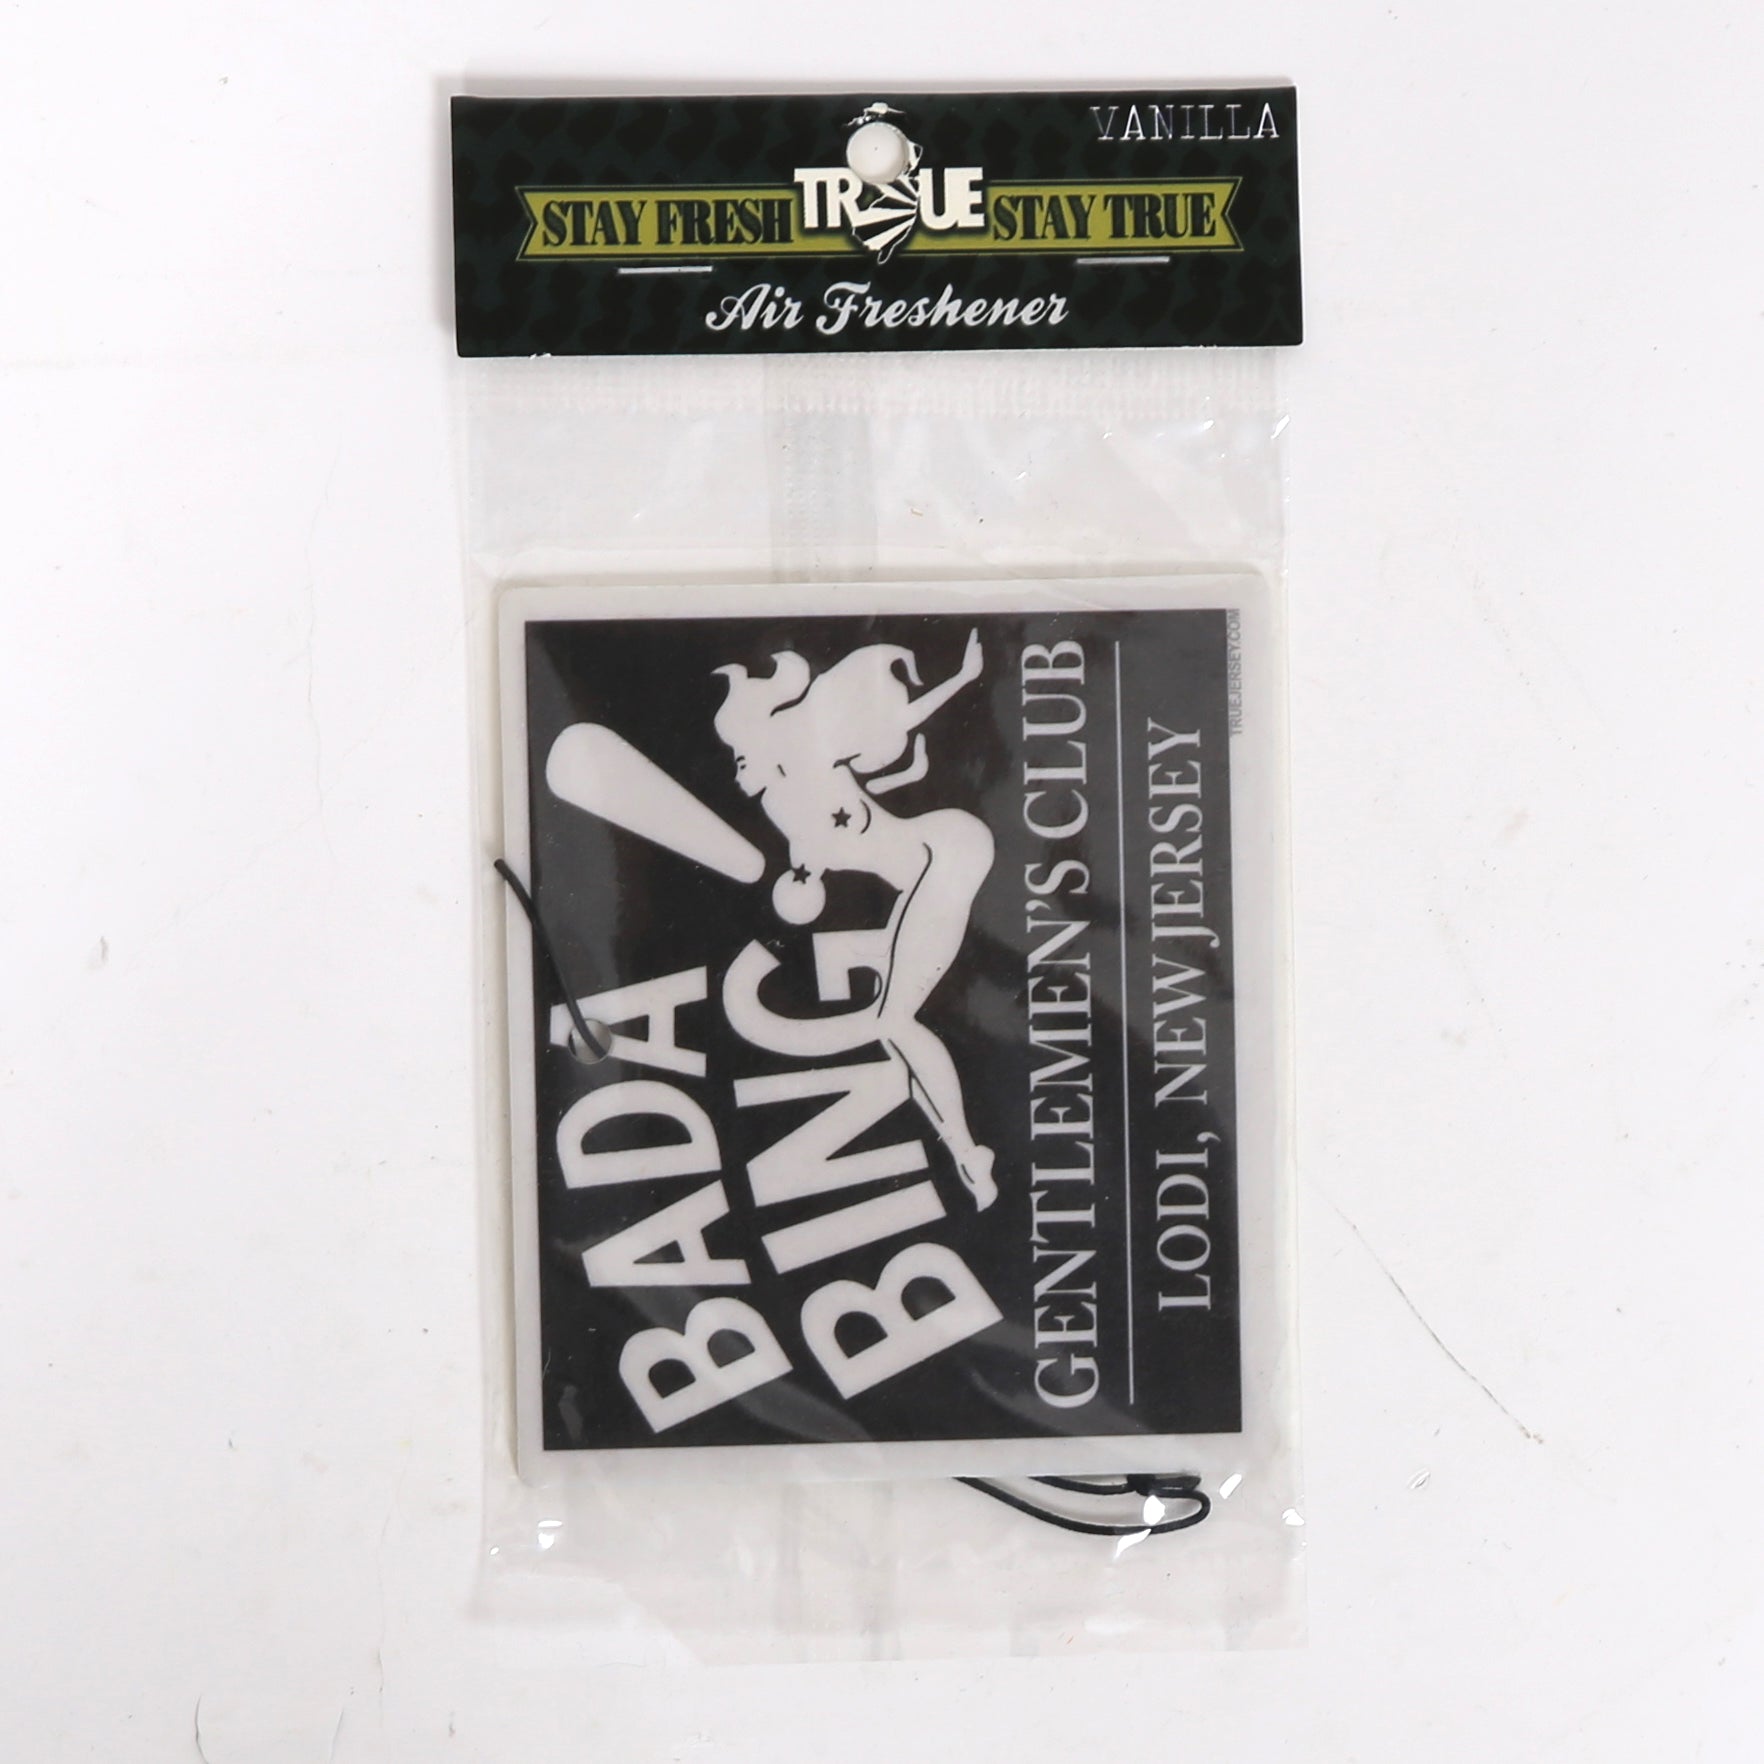 VANILLA
STAY FRESH TRUE STAY TRUE
Air Freshener
BADA
BING!
GENTLEMEN'S CLUB
LODI, NEW JERSEY
TRUEJERSEY.COM